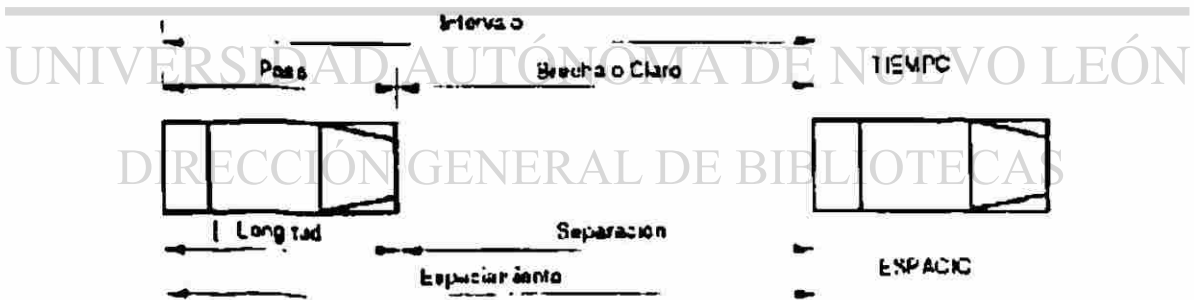 Intervalo
UNIVERSIDAD AUTÓNOMA DE NUEVO LEÓN
Paso Brecha o Claro TIEMPO
DIRECCIÓN GENERAL DE BIBLIOTECAS
Longitud Separación
Espaciamiento ESPACIO